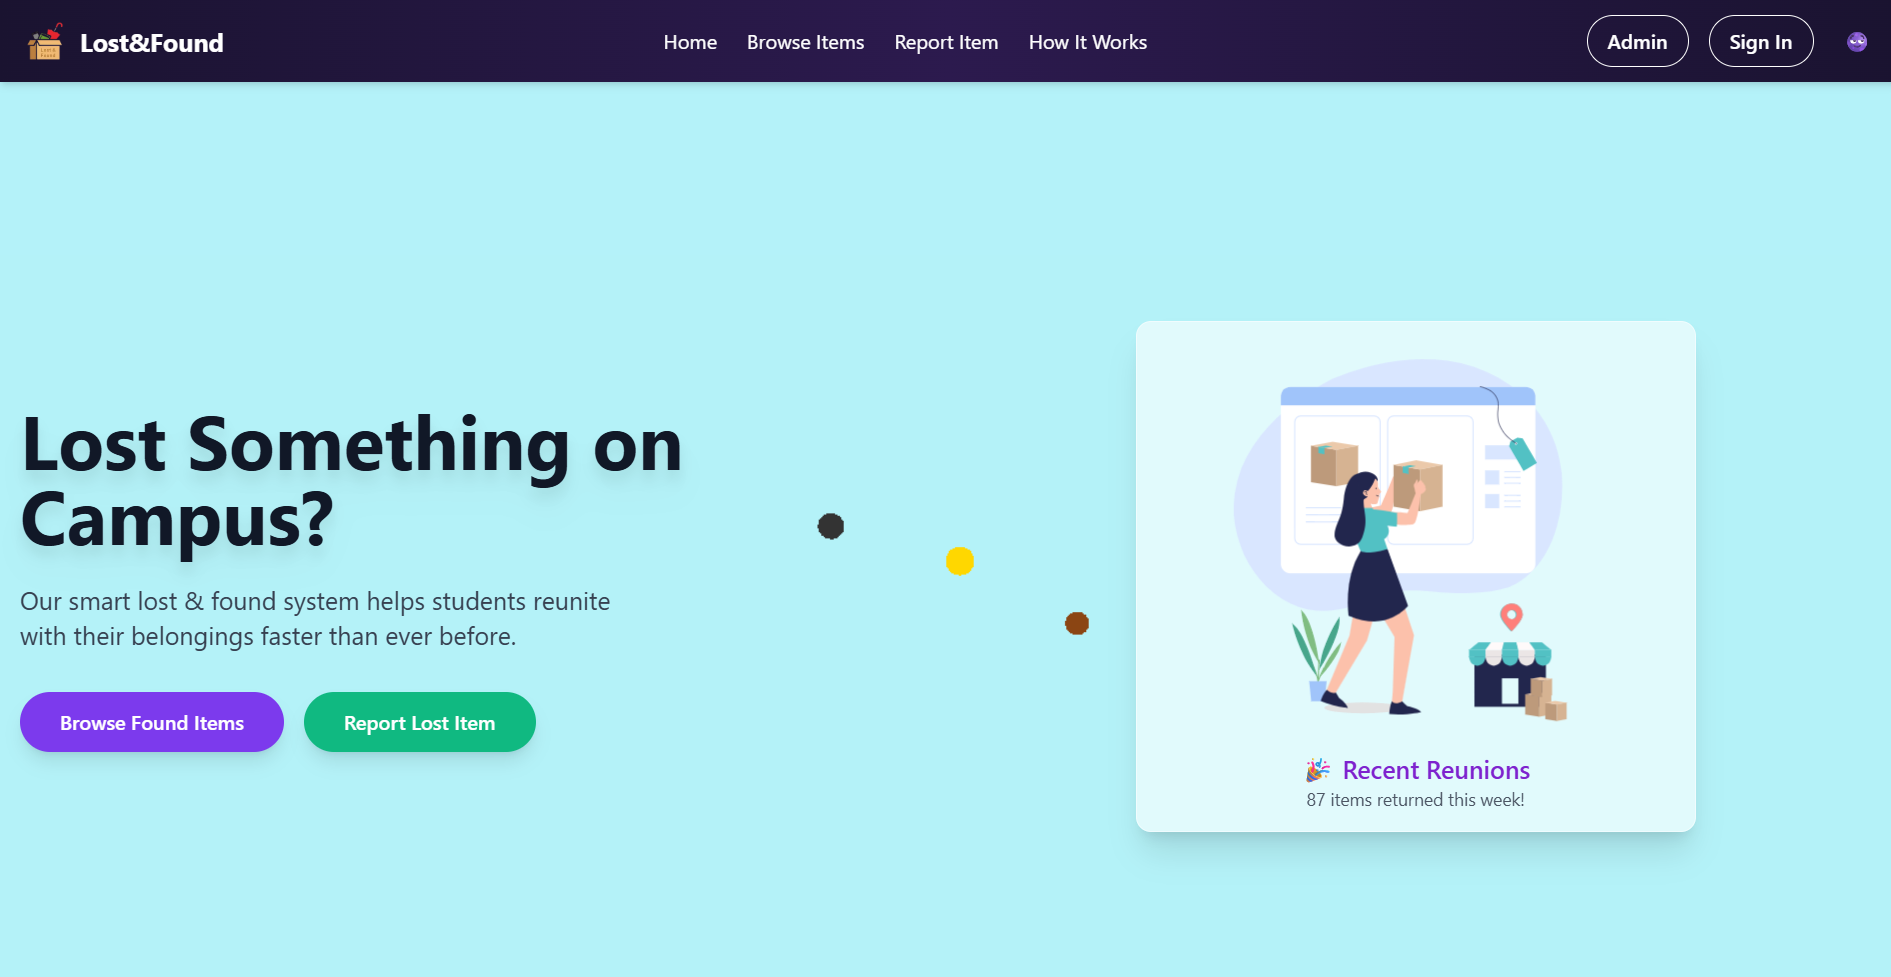 Lost&Found
Home
Browse Items
Report Item
How It Works
Admin
Sign In
Lost Something on
Campus?
Our smart lost & found system helps students reunite
with their belongings faster than ever before.
Browse Found Items
Report Lost Item
🎉 Recent Reunions
87 items returned this week!